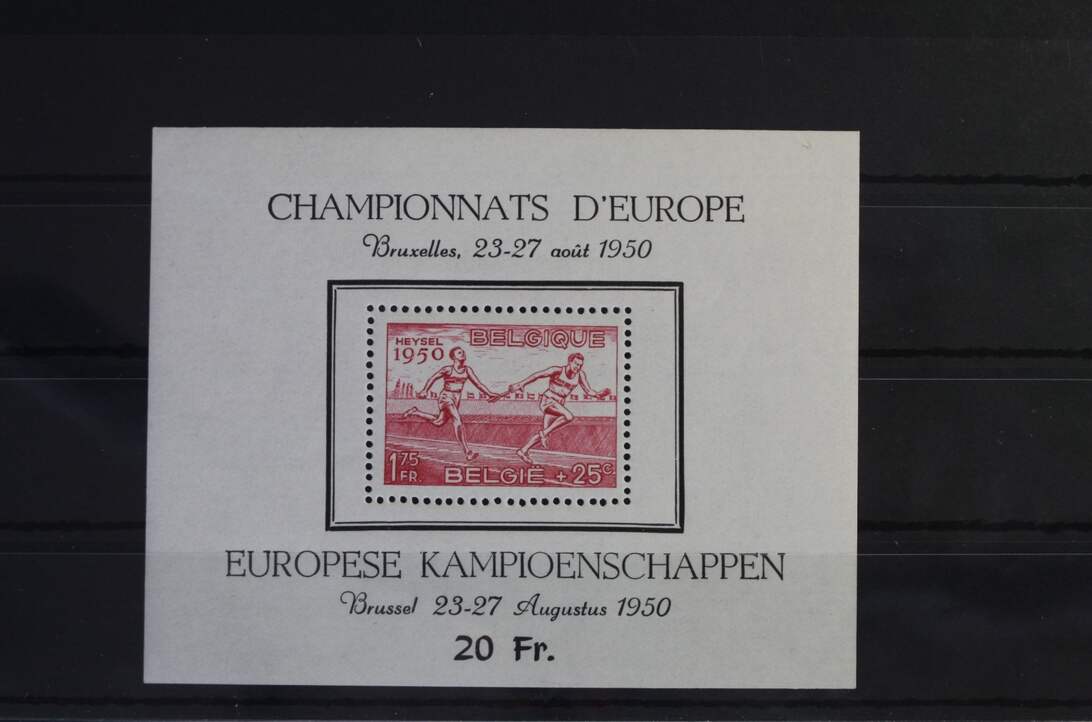 CHAMPIONNATS D'EUROPE
Bruxelles, 23-27 août 1950
HEYSEL BELGIQUE
1950
1 75 FR. BELGIË + 25 C.
EUROPESE KAMPIOENSCHAPPEN
Brussel 23-27 Augustus 1950
20 Fr.